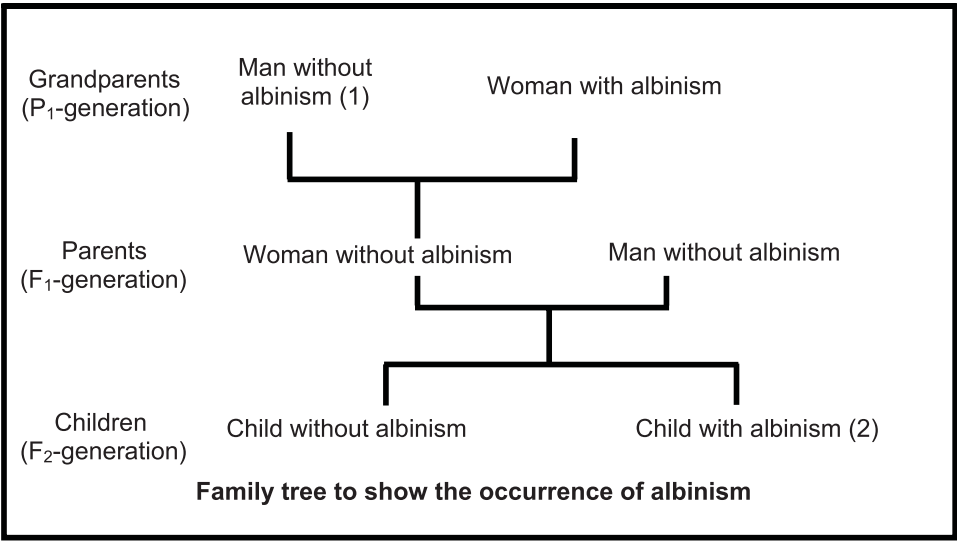 Grandparents
(P₁-generation)
Man without
albinism (1)
Woman with albinism
Parents
(F₁-generation)
Woman without albinism
Man without albinism
Children
(F₂-generation)
Child without albinism
Child with albinism (2)
Family tree to show the occurrence of albinism